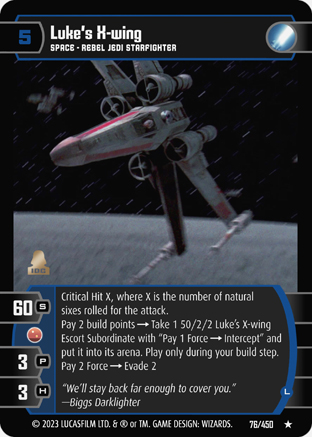 5
Luke's X-wing
SPACE - REBEL JEDI STARFIGHTER
IDC
60 S
3 P
3 H
Critical Hit X, where X is the number of natural
sixes rolled for the attack.
Pay 2 build points → Take 1 50/2/2 Luke's X-wing
Escort Subordinate with "Pay 1 Force → Intercept" and
put it into its arena. Play only during your build step.
Pay 2 Force → Evade 2
"We'll stay back far enough to cover you."
—Biggs Darklighter
L
© 2023 LUCASFILM LTD. & ® or TM. GAME DESIGN: WIZARDS.
76/450 ★